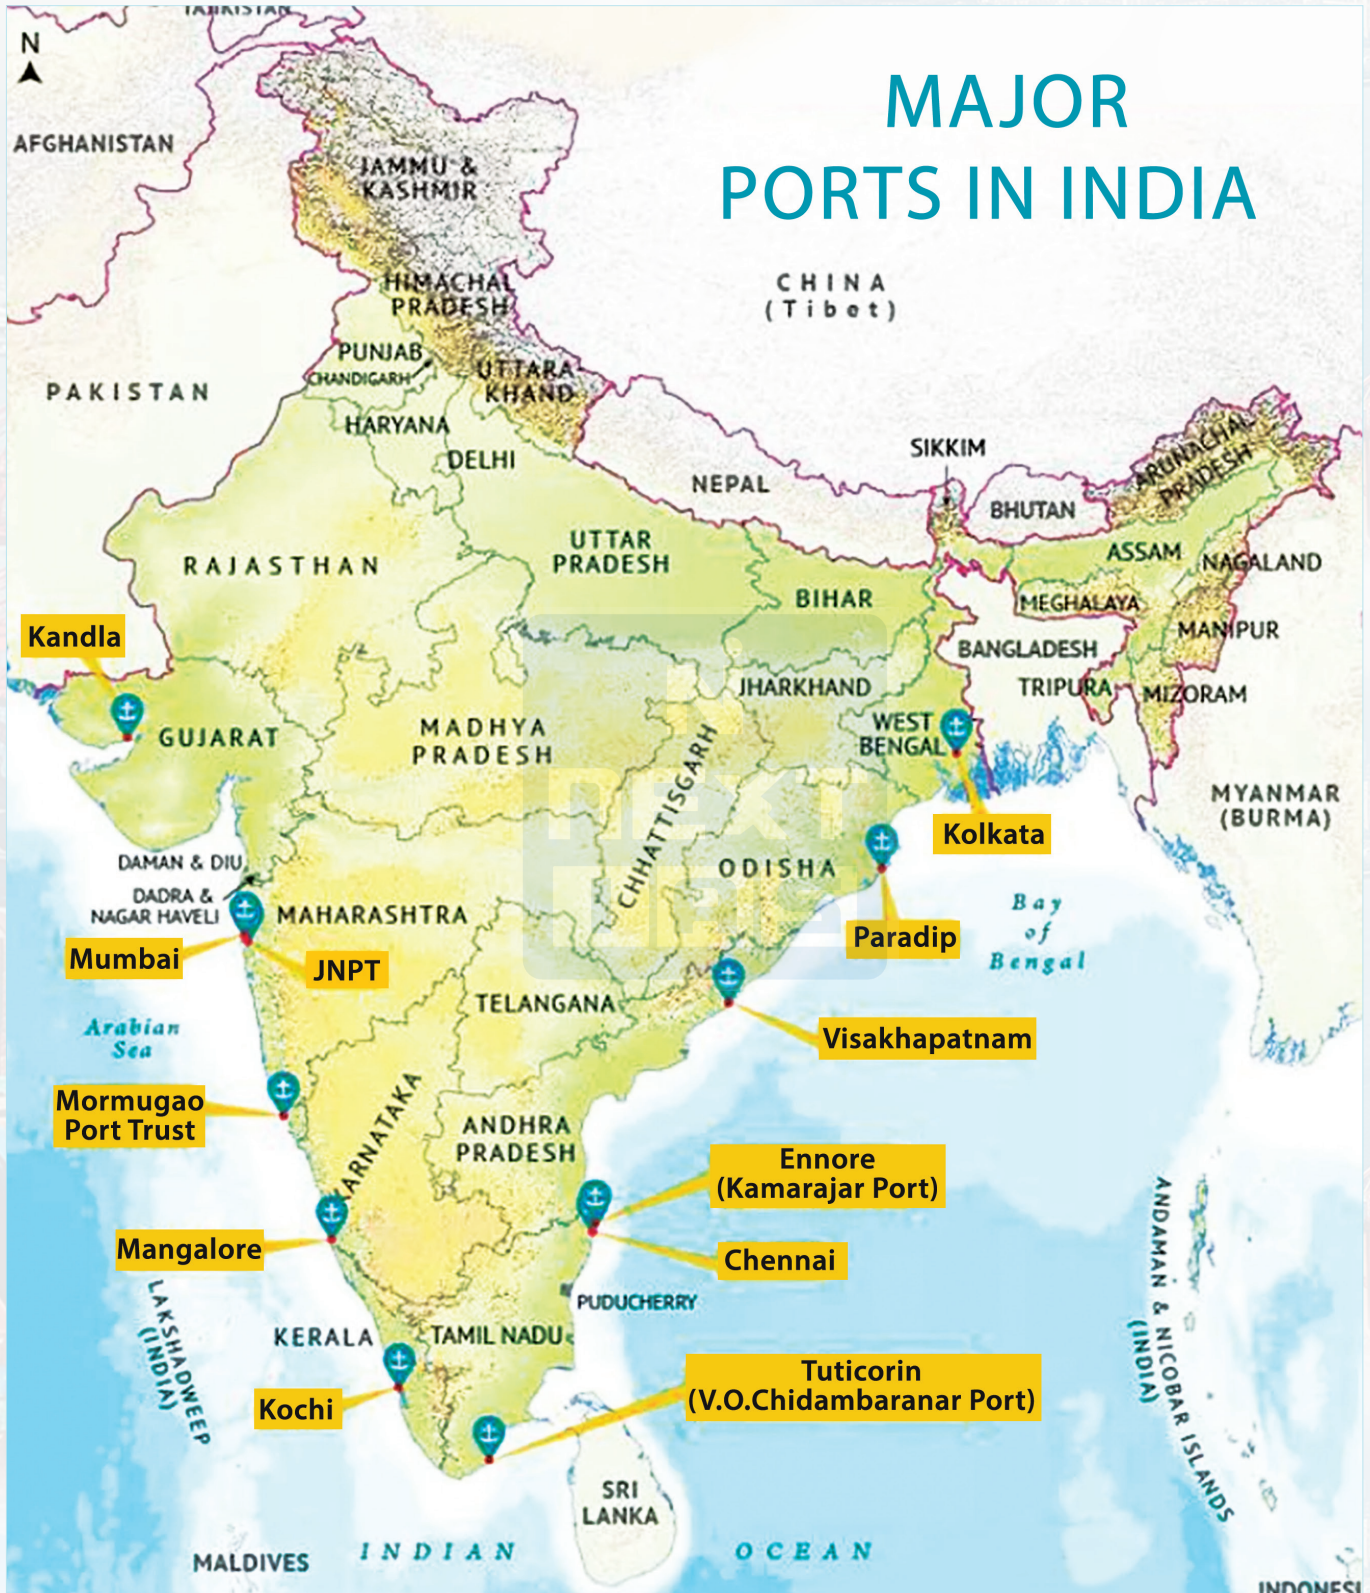 TAJIKISTAN
N
MAJOR
PORTS IN INDIA
AFGHANISTAN
JAMMU &
KASHMIR
CHINA
(Tibet)
HIMACHAL
PRADESH
PUNJAB
CHANDIGARH
UTTARA-
KHAND
PAKISTAN
HARYANA
DELHI
SIKKIM
NEPAL
BHUTAN
ARUNACHAL
PRADESH
RAJASTHAN
UTTAR
PRADESH
ASSAM
NAGALAND
BIHAR
MEGHALAYA
Kandla
MANIPUR
BANGLADESH
JHARKHAND
TRIPURA
MIZORAM
GUJARAT
MADHYA
PRADESH
WEST
BENGAL
CHHATTISGARH
NEXT
IAS
MYANMAR
(BURMA)
Kolkata
DAMAN & DIU
ODISHA
DADRA &
NAGAR HAVELI
MAHARASHTRA
Bay
of
Bengal
Paradip
Mumbai
JNPT
TELANGANA
Arabian
Sea
Visakhapatnam
Mormugao
Port Trust
KARNATAKA
ANDHRA
PRADESH
Ennore
(Kamarajar Port)
Mangalore
Chennai
PUDUCHERRY
LAKSHADWEEP
(INDIA)
ANDAMAN & NICOBAR ISLANDS
(INDIA)
KERALA
TAMIL NADU
Kochi
Tuticorin
(V.O.Chidambaranar Port)
SRI
LANKA
MALDIVES
INDIAN OCEAN
INDONESI